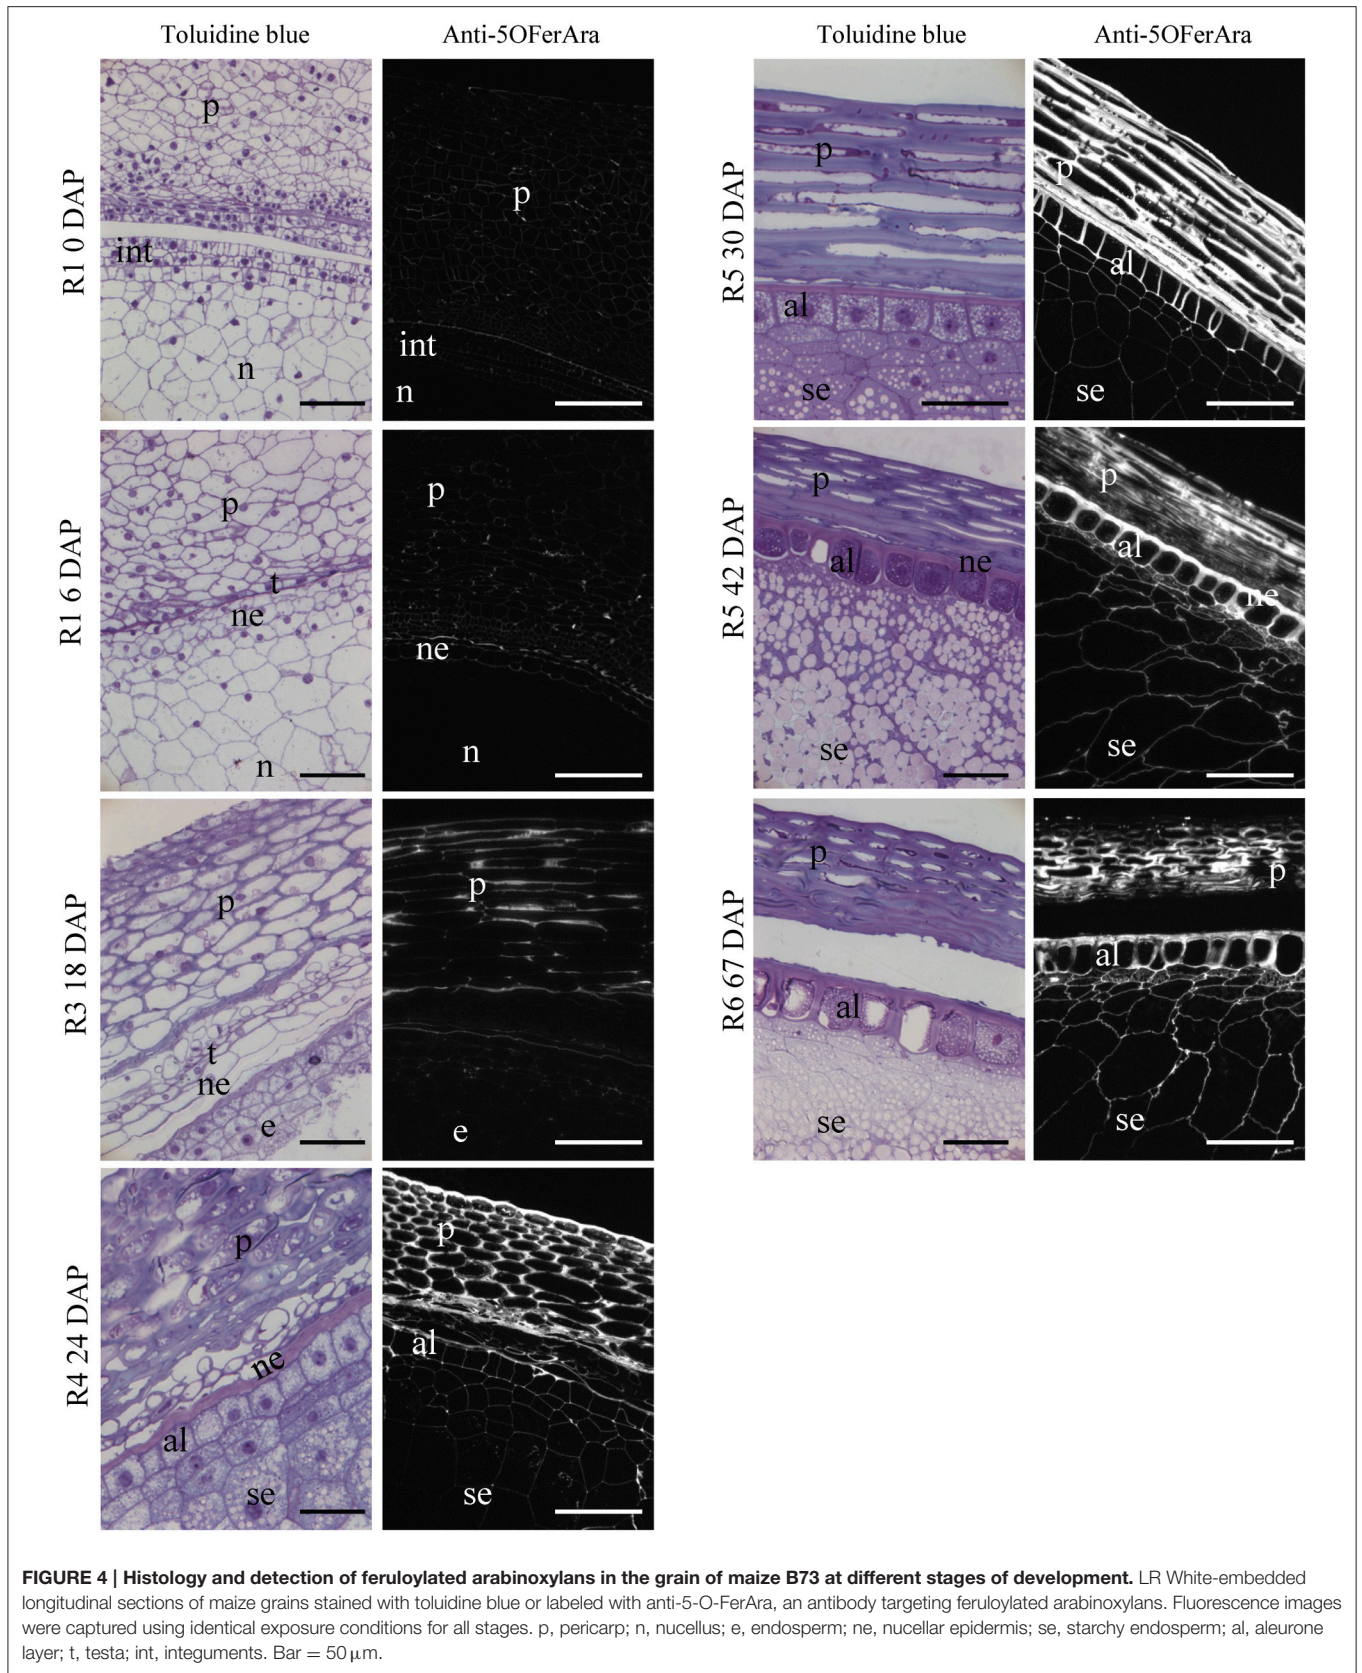 Toluidine blue
Anti-5OFerAra
R1 0 DAP
p
int
n
p
int
n
R1 6 DAP
p
t
ne
n
p
ne
n
R3 18 DAP
p
t
ne
e
p
e
R4 24 DAP
p
ne
al
se
p
al
se
Toluidine blue
Anti-5OFerAra
R5 30 DAP
p
al
se
p
al
se
R5 42 DAP
p
al
ne
se
p
al
ne
se
R6 67 DAP
p
al
se
p
al
se
FIGURE 4 | Histology and detection of feruloylated arabinoxylans in the grain of maize B73 at different stages of development. LR White-embedded
longitudinal sections of maize grains stained with toluidine blue or labeled with anti-5-O-FerAra, an antibody targeting feruloylated arabinoxylans. Fluorescence images
were captured using identical exposure conditions for all stages. p, pericarp; n, nucellus; e, endosperm; ne, nucellar epidermis; se, starchy endosperm; al, aleurone
layer; t, testa; int, integuments. Bar = 50 μm.